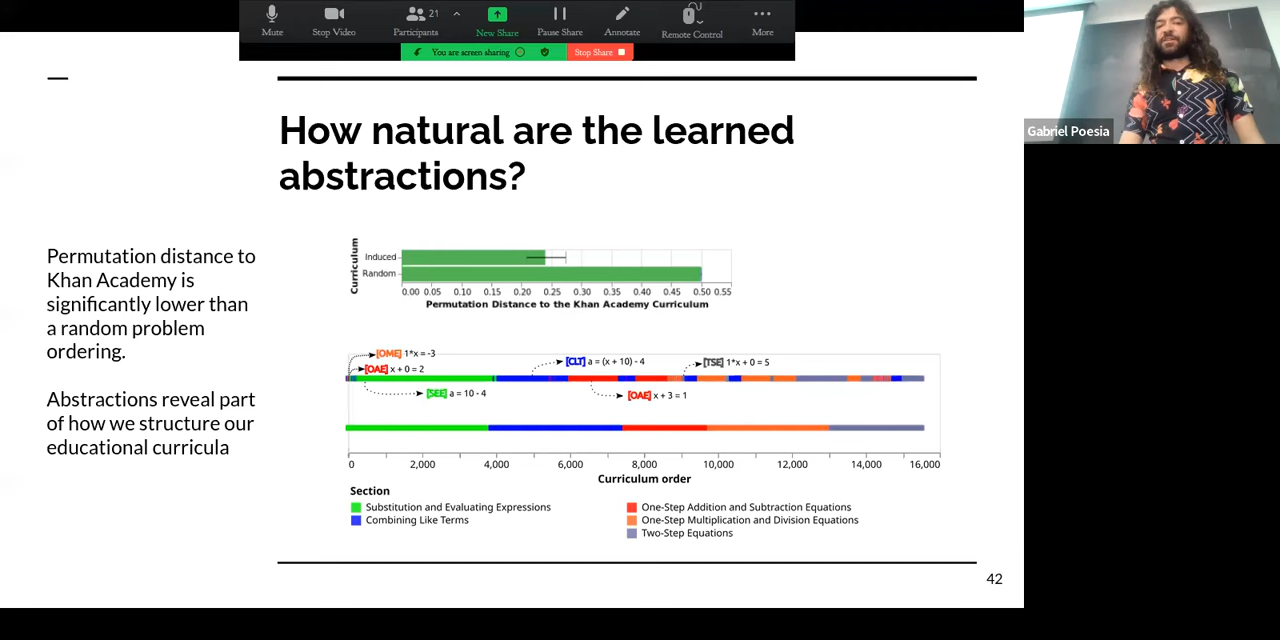 Mute
Stop Video
Participants
21
New Share
Pause Share
Annotate
Remote Control
More
You are screen sharing
Stop Share
Gabriel Poesia
How natural are the learned
abstractions?
Permutation distance to
Khan Academy is
significantly lower than
a random problem
ordering.
Abstractions reveal part
of how we structure our
educational curricula
Curriculum
Induced
Random
0.00 0.05 0.10 0.15 0.20 0.25 0.30 0.35 0.40 0.45 0.50 0.55
Permutation Distance to the Khan Academy Curriculum
[OME] 1*x = -3
[OAE] x + 0 = 2
[SEE] a = 10 - 4
[CLT] a = (x + 10) - 4
[OAE] x + 3 = 1
[TSE] 1*x + 0 = 5
0 2,000 4,000 6,000 8,000 10,000 12,000 14,000 16,000
Curriculum order
Section
Substitution and Evaluating Expressions
Combining Like Terms
One-Step Addition and Subtraction Equations
One-Step Multiplication and Division Equations
Two-Step Equations
42